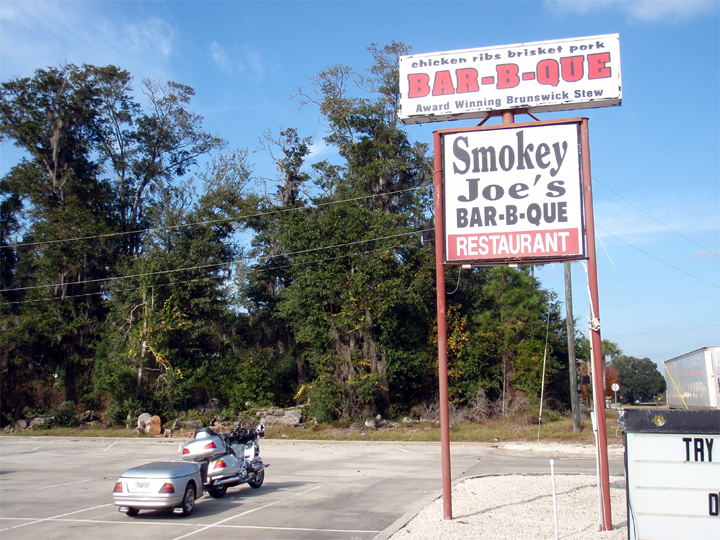 chicken ribs brisket pork
BAR-B-QUE
Award Winning Brunswick Stew
Smokey
Joe's
BAR-B-QUE
RESTAURANT
TRY